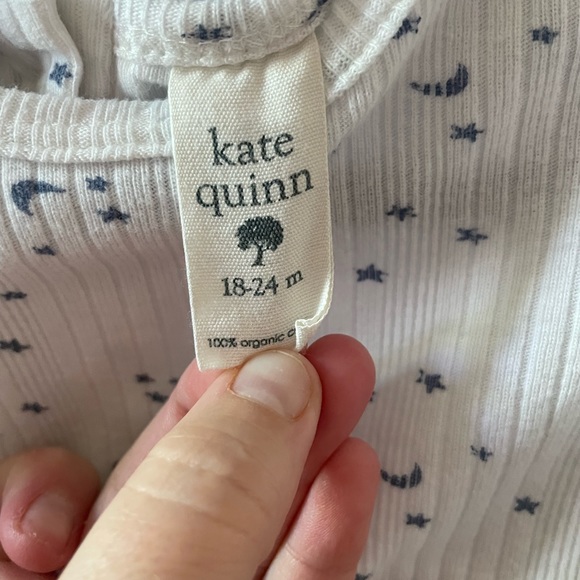 kate
quinn
18-24 m
100% organic